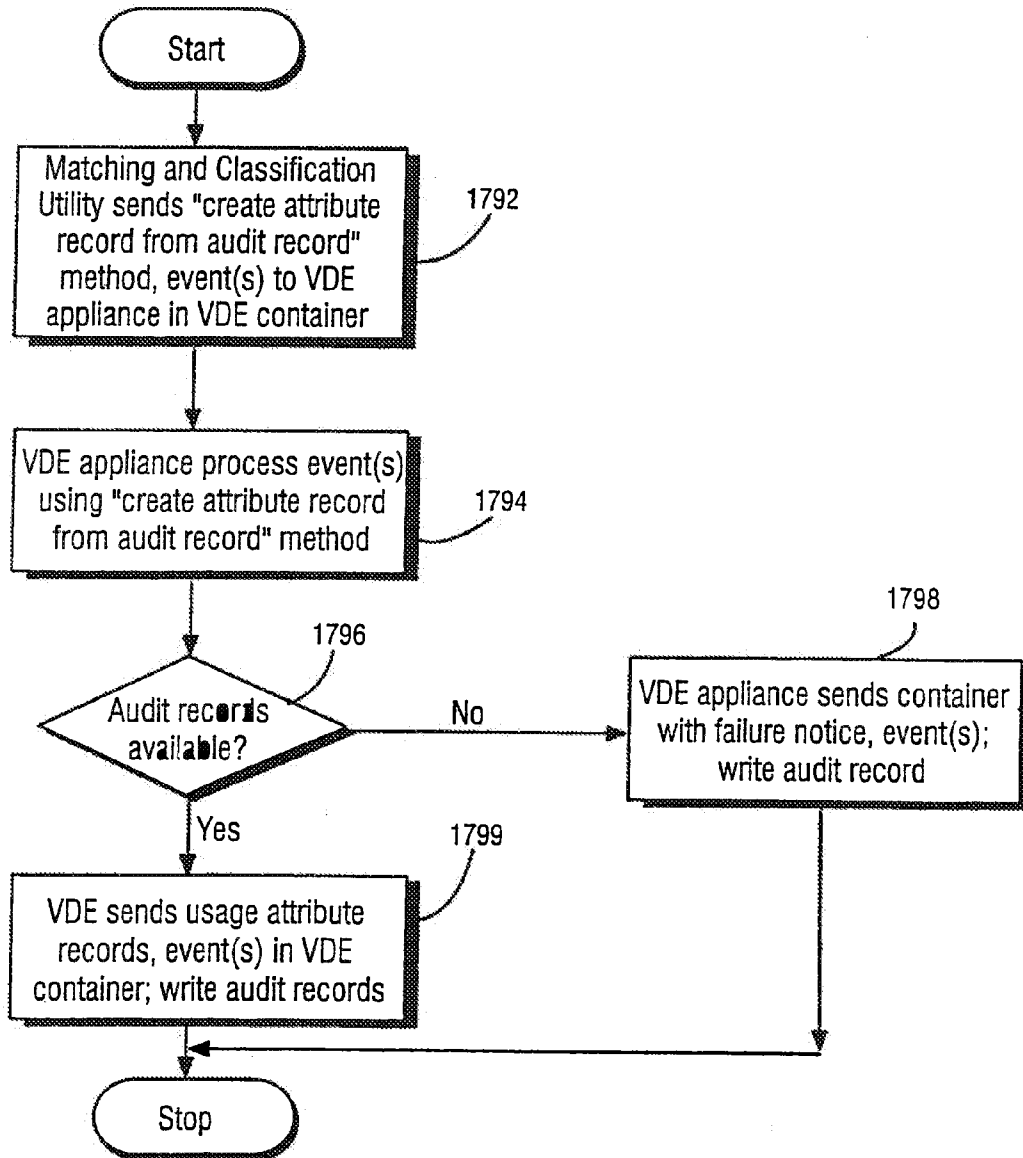 Start
Matching and Classification
Utility sends "create attribute
record from audit record"
method, event(s) to VDE
appliance in VDE container
1792
VDE appliance process event(s)
using "create attribute record
from audit record" method
1794
1796
Audit records
available?
No
Yes
1798
VDE appliance sends container
with failure notice, event(s);
write audit record
1799
VDE sends usage attribute
records, event(s) in VDE
container; write audit records
Stop